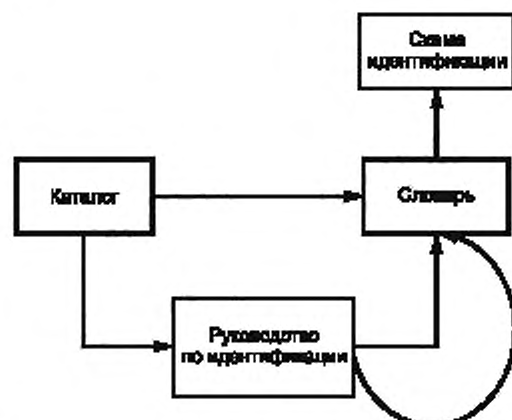 Схема
идентификации
Каталог
Словарь
Руководство
по идентификации